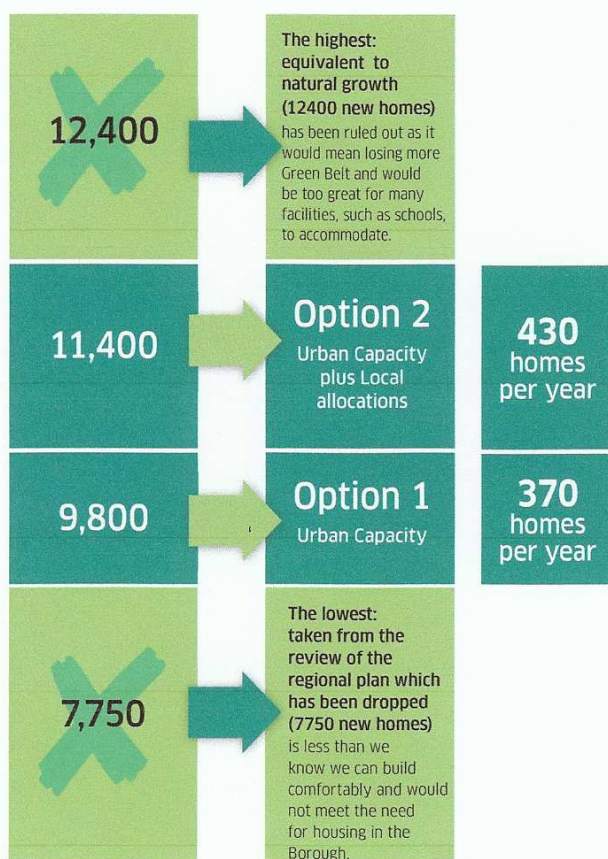 12,400
The highest:
equivalent to
natural growth
(12400 new homes)
has been ruled out as it
would mean losing more
Green Belt and would
be too great for many
facilities, such as schools,
to accommodate.
11,400
Option 2
Urban Capacity
plus Local
allocations
430
homes
per year
9,800
Option 1
Urban Capacity
370
homes
per year
7,750
The lowest:
taken from the
review of the
regional plan which
has been dropped
(7750 new homes)
is less than we
know we can build
comfortably and would
not meet the need
for housing in the
Borough.